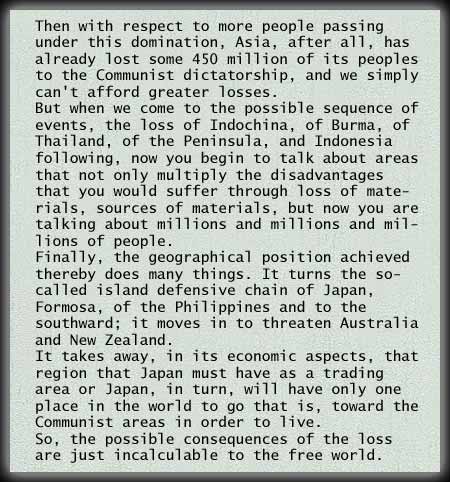 Then with respect to more people passing
under this domination, Asia, after all, has
already lost some 450 million of its peoples
to the Communist dictatorship, and we simply
can't afford greater losses.
But when we come to the possible sequence of
events, the loss of Indochina, of Burma, of
Thailand, of the Peninsula, and Indonesia
following, now you begin to talk about areas
that not only multiply the disadvantages
that you would suffer through loss of mate-
rials, sources of materials, but now you are
talking about millions and millions and mil-
lions of people.
Finally, the geographical position achieved
thereby does many things. It turns the so-
called island defensive chain of Japan,
Formosa, of the Philippines and to the
southward; it moves in to threaten Australia
and New Zealand.
It takes away, in its economic aspects, that
region that Japan must have as a trading
area or Japan, in turn, will have only one
place in the world to go that is, toward the
Communist areas in order to live.
So, the possible consequences of the loss
are just incalculable to the free world.